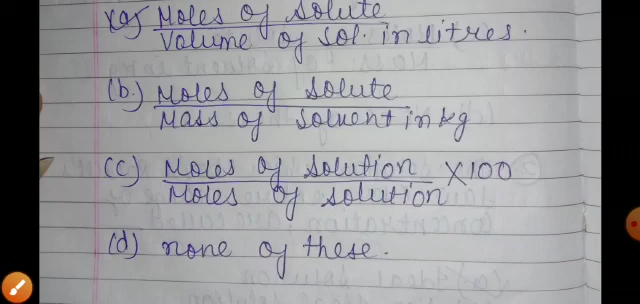 (a) Moles of solute
Volume of sol. in litres.
(b.) Moles of solute
Mass of solvent in kg
(c) Moles of solution X100
Moles of solution
(d) none of these.